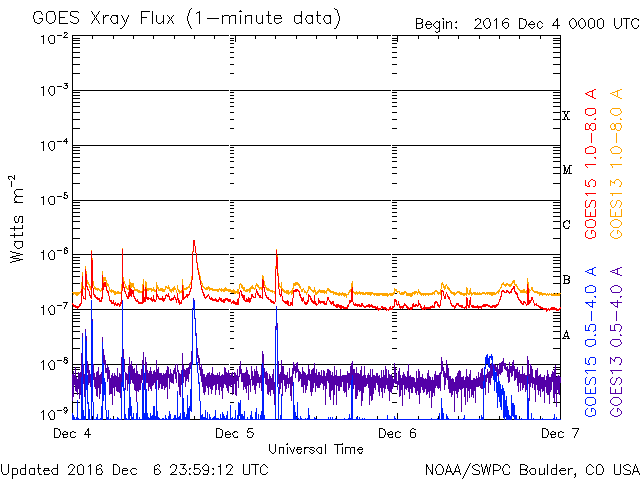 GOES Xray Flux (1-minute data)
Begin: 2016 Dec 4 0000 UTC
10-2
10-3
10-4
10-5
10-6
10-7
10-8
10-9
Watts m-2
X
M
C
B
A
GOES15 1.0-8.0 A
GOES13 1.0-8.0 A
GOES15 0.5-4.0 A
GOES13 0.5-4.0 A
Dec 4
Dec 5
Dec 6
Dec 7
Universal Time
Updated 2016 Dec 6 23:59:12 UTC
NOAA/SWPC Boulder, CO USA